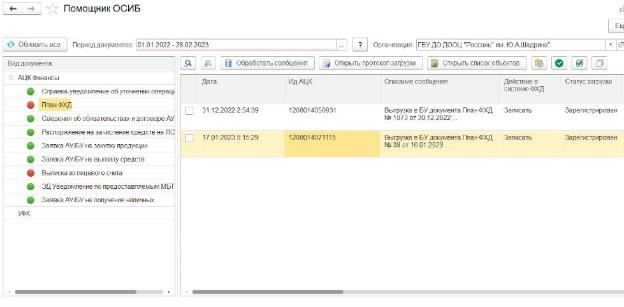 Помощник ОСИБ
Обновить все
Период документов: 01.01.2022 - 28.02.2023
...
?
Организация: ГБУ ДО ДООЦ "Россонь" им. Ю.А.Шадрина"
Вид документа
АЦК Финансы
Справка-уведомление об уточнении операци
План ФХД
Сведения об обязательствах и договоре АУ
Распоряжение на зачисление средств на ЛС
Заявка АУ/БУ на закупку продукции
Заявка АУ/БУ на выплату средств
Выписка из лицевого счета
ЭД Уведомление по предоставляемым МБТ
Заявка АУ/БУ на получение наличных
УФК
Обработать сообщения
Открыть протокол загрузки
Открыть список объектов
Дата
Ид АЦК
Описание сообщения
Действие в системе ФХД
Статус загрузки
31.12.2022 2:54:39
Выгрузка в БУ документа План ФХД № 1073 от 30.12.2022 ...
Записать
Зарегистрирован
17.01.2023 5:15:29
1208014071115
Выгрузка в БУ документа План ФХД № 38 от 16.01.2023 ...
Записать
Зарегистрирован